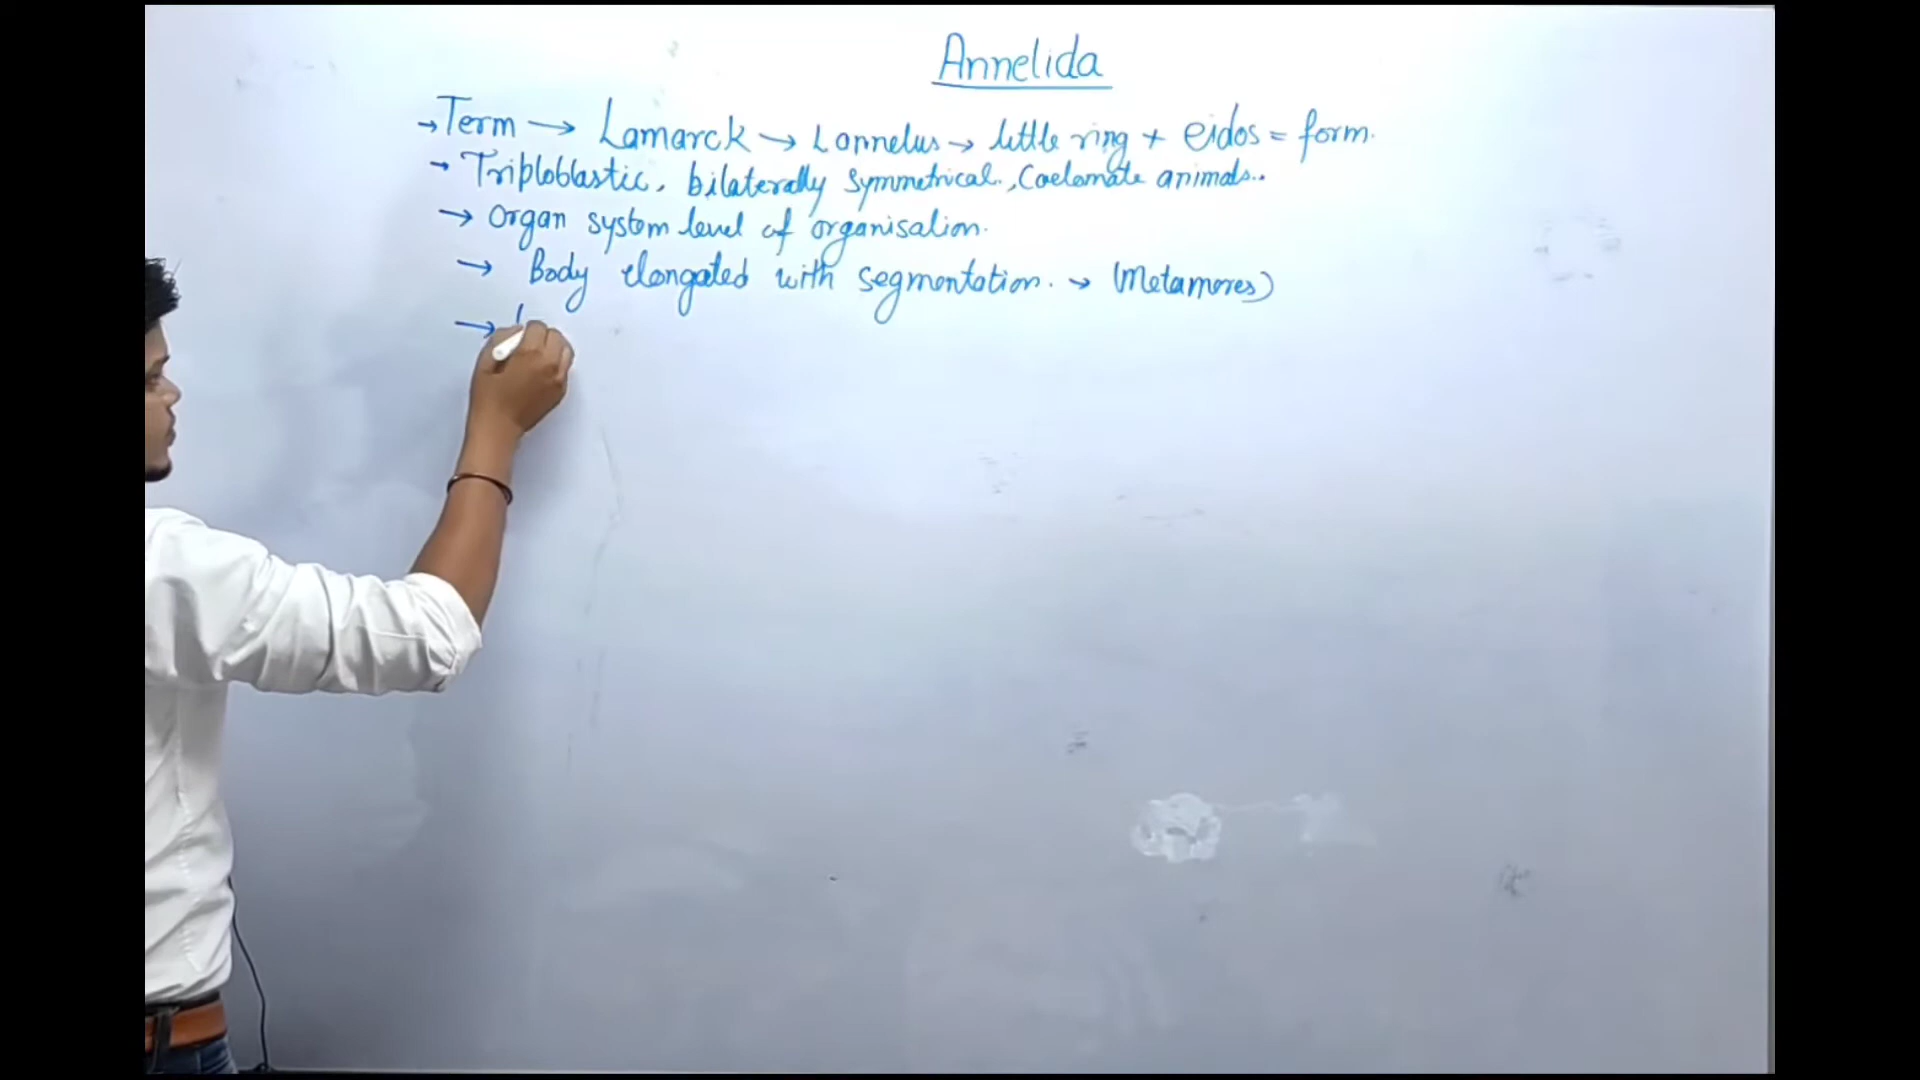 Annelida
→ Term → Lamarck → Lannelus → little ring + eidos = form.
→ Triploblastic, bilaterally symmetrical, Coelomate animals..
→ Organ system level of organisation.
→ Body elongated with segmentation. → (Metameres)
→